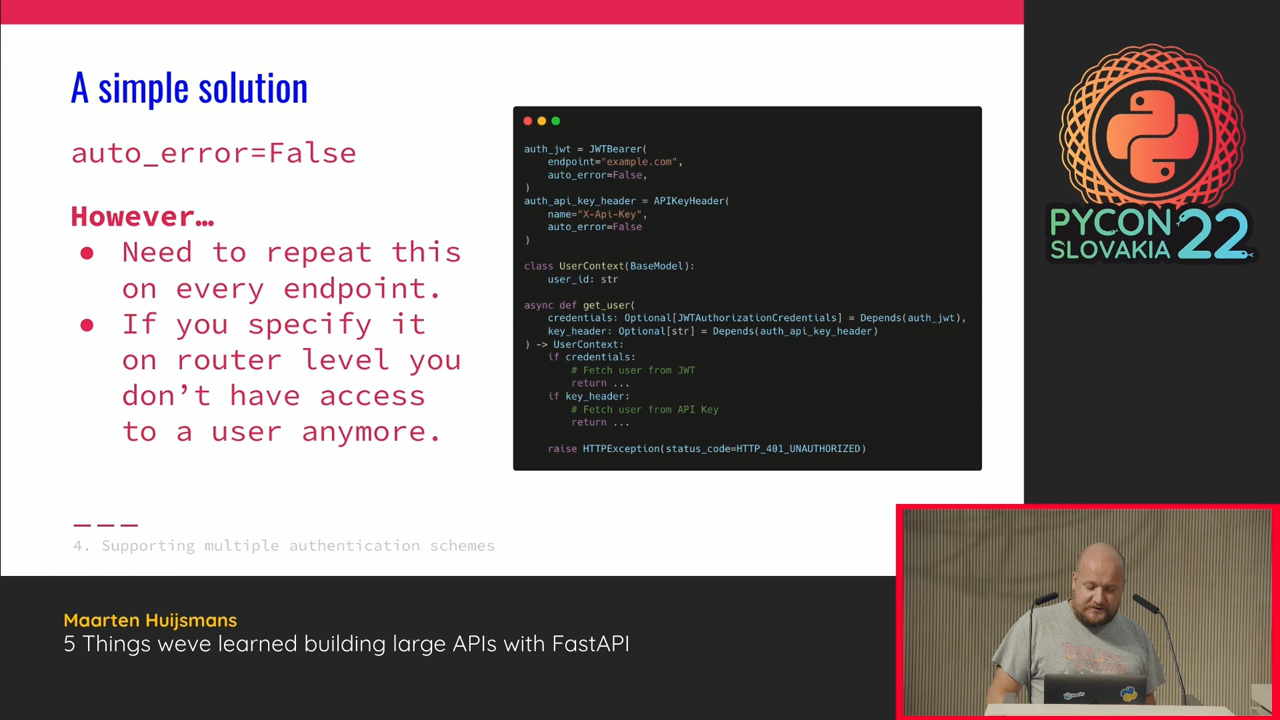 A simple solution
auto_error=False
However…
● Need to repeat this
on every endpoint.
● If you specify it
on router level you
don’t have access
to a user anymore.
auth_jwt = JWTBearer(
    endpoint="example.com",
    auto_error=False,
)
auth_api_key_header = APIKeyHeader(
    name="X-Api-Key",
    auto_error=False
)
class UserContext(BaseModel):
    user_id: str
async def get_user(
    credentials: Optional[JWTAuthorizationCredentials] = Depends(auth_jwt),
    key_header: Optional[str] = Depends(auth_api_key_header)
) -> UserContext:
    if credentials:
        # Fetch user from JWT
        return ...
    if key_header:
        # Fetch user from API Key
        return ...
    raise HTTPException(status_code=HTTP_401_UNAUTHORIZED)
4. Supporting multiple authentication schemes
PYCON
SLOVAKIA
22
Maarten Huijsmans
5 Things weve learned building large APIs with FastAPI